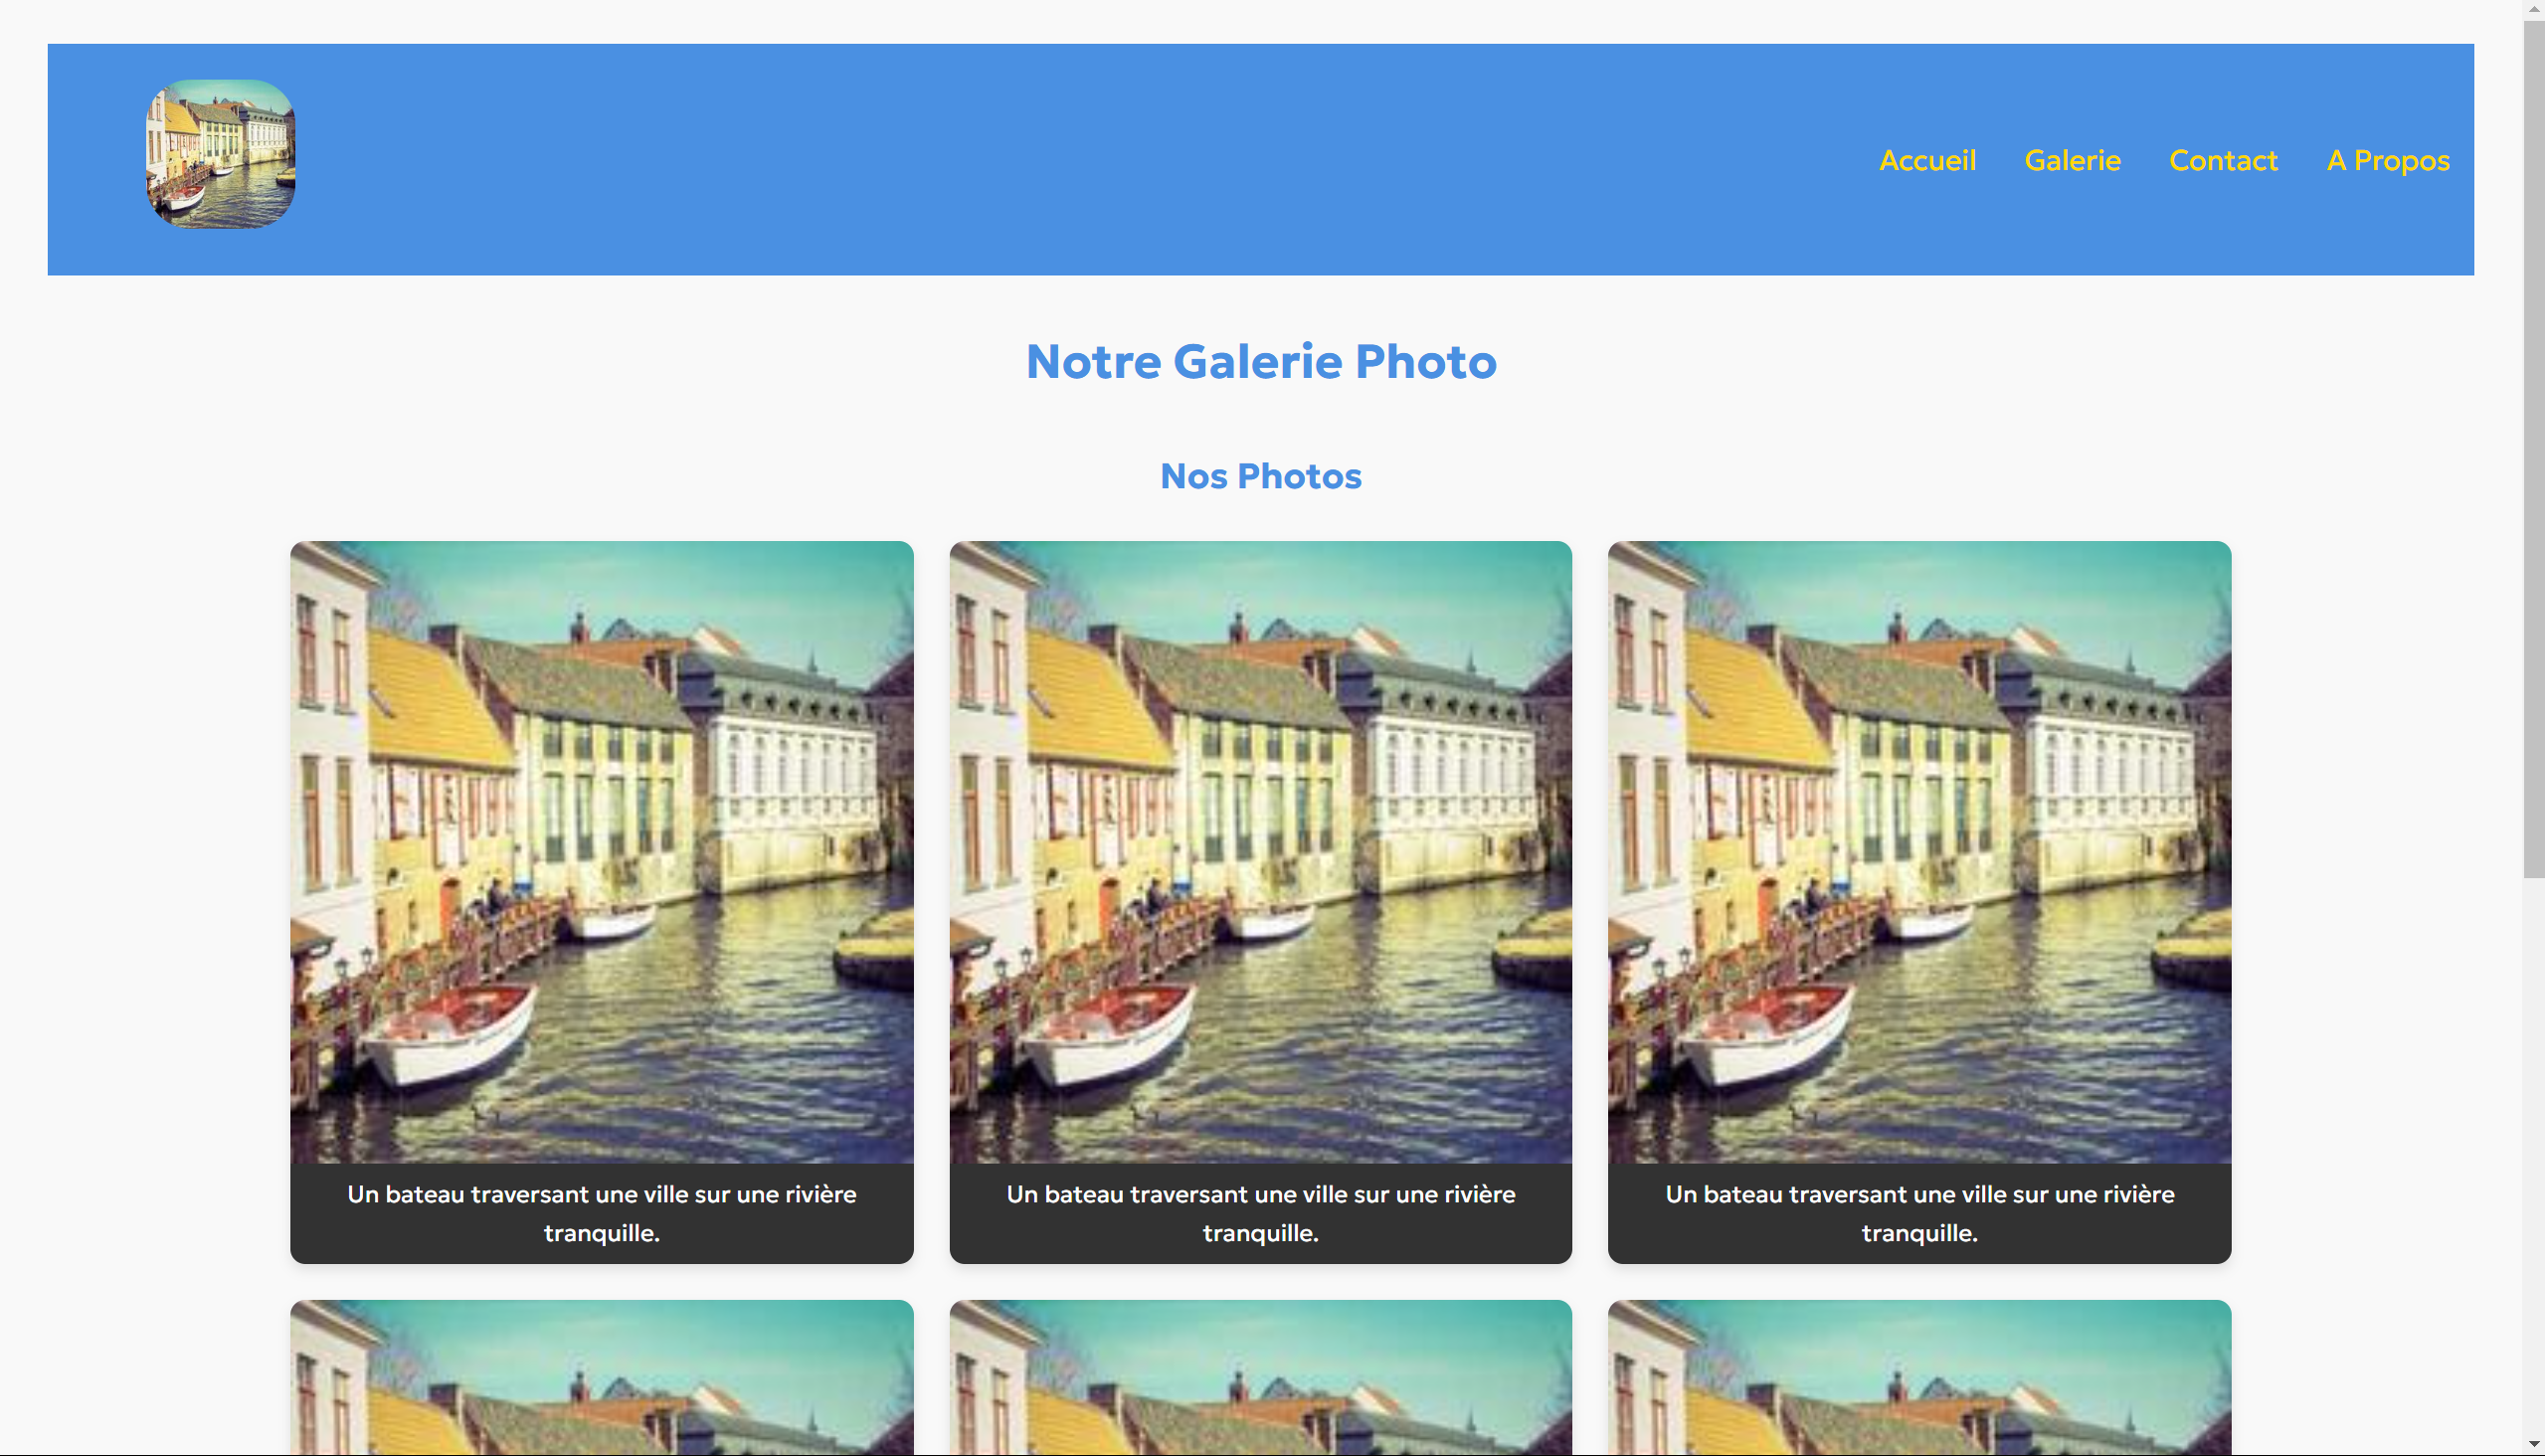 Accueil Galerie Contact A Propos
Notre Galerie Photo
Nos Photos
Un bateau traversant une ville sur une rivière
tranquille.
Un bateau traversant une ville sur une rivière
tranquille.
Un bateau traversant une ville sur une rivière
tranquille.